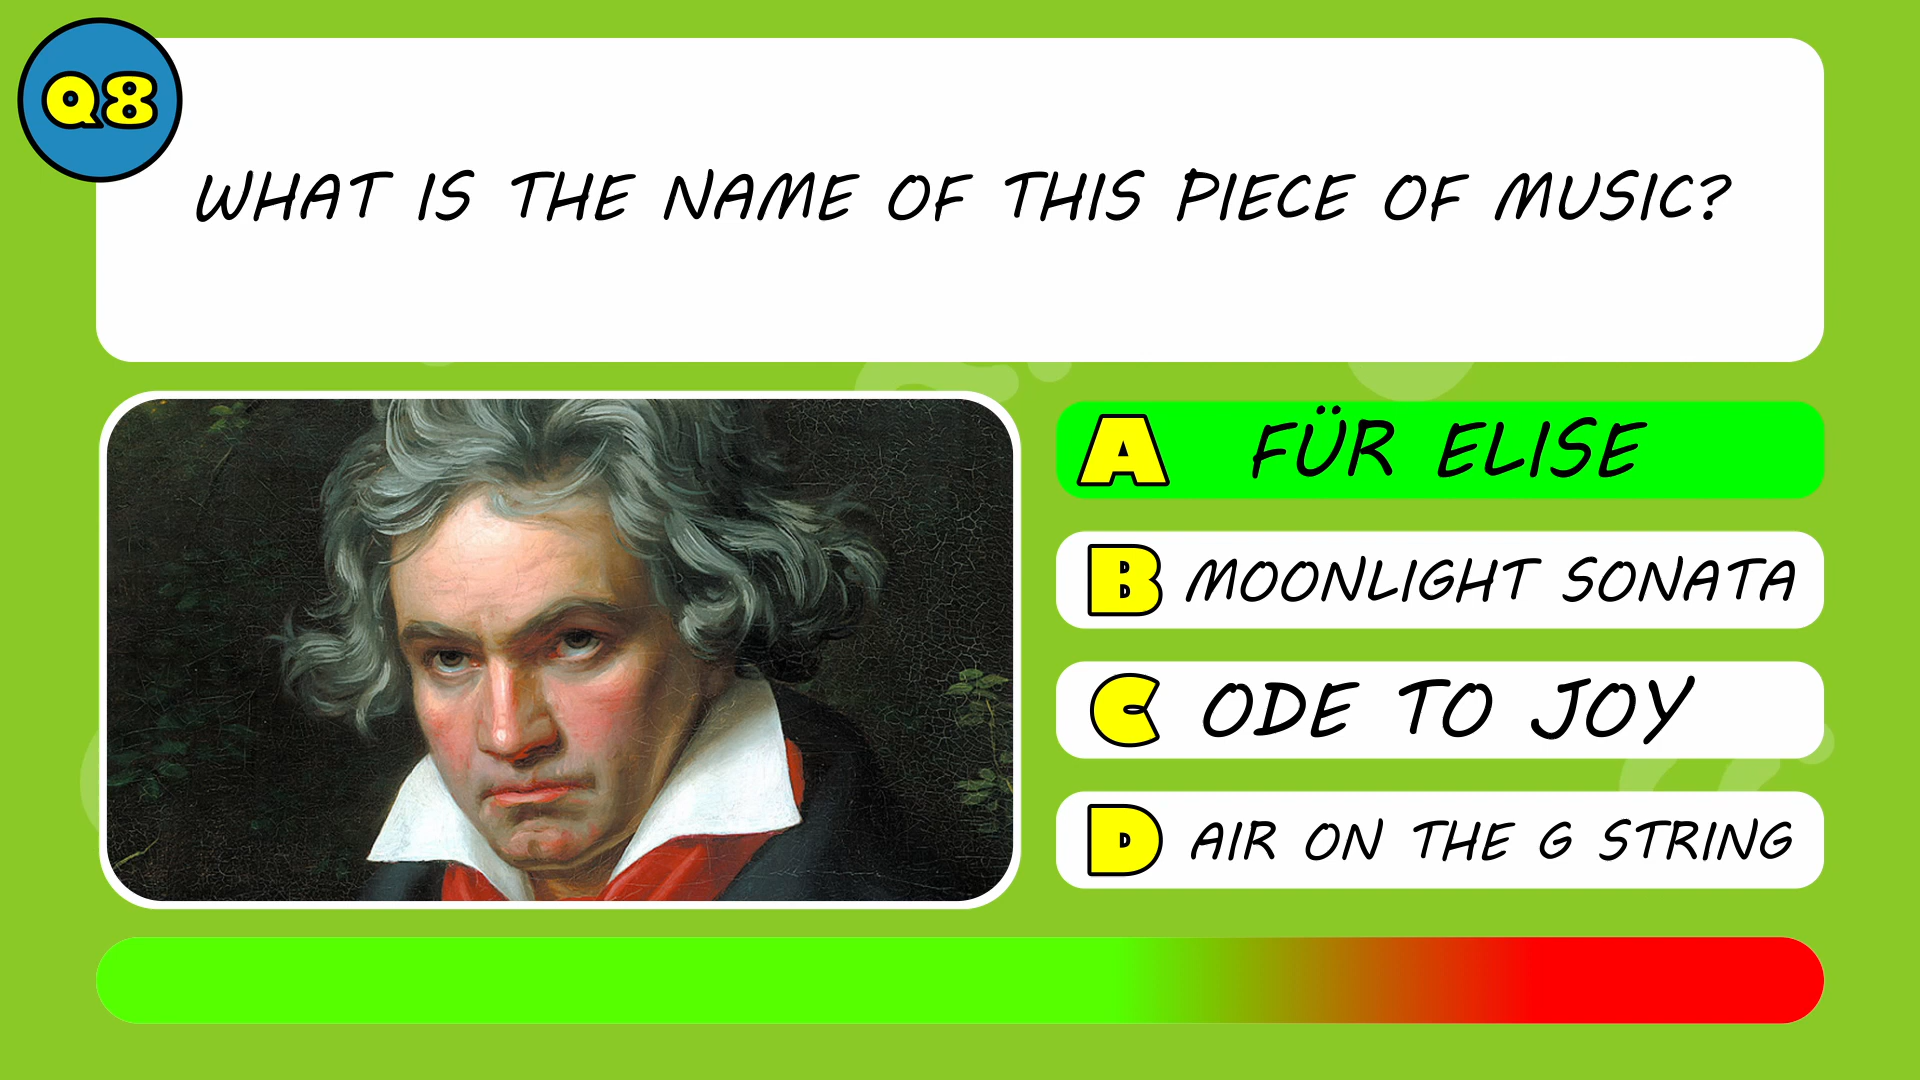 Q8
WHAT IS THE NAME OF THIS PIECE OF MUSIC?
A FÜR ELISE
B MOONLIGHT SONATA
C ODE TO JOY
D AIR ON THE G STRING